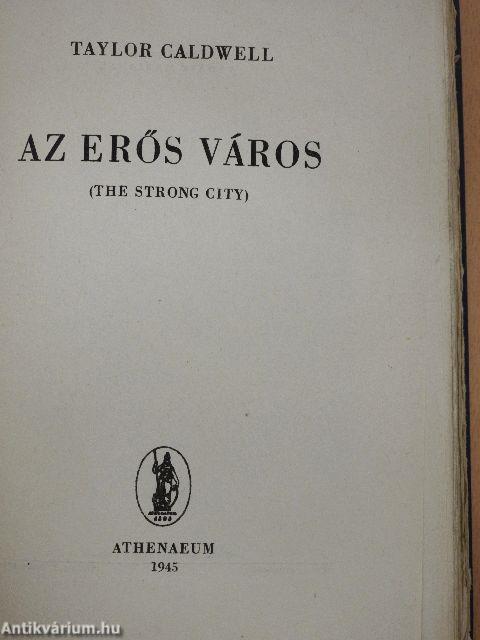 TAYLOR CALDWELL
AZ ERŐS VÁROS
(THE STRONG CITY)
ATHENAEUM
1945
Antikvárium.hu